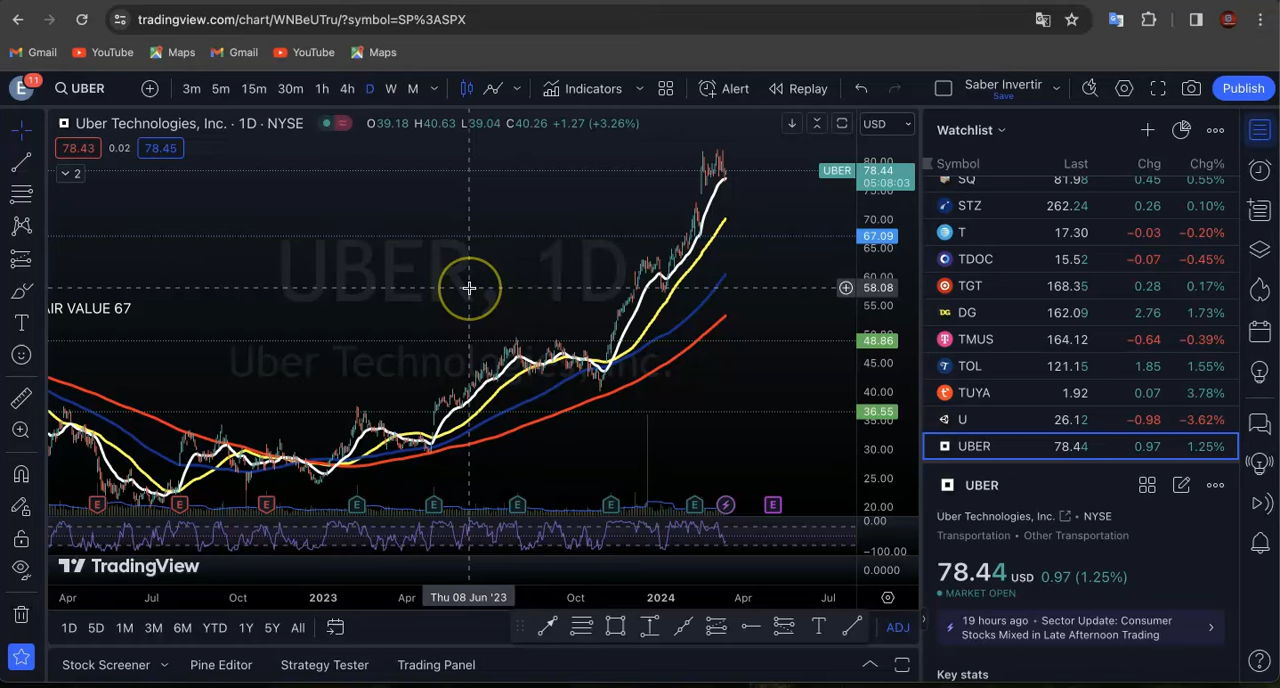 tradingview.com/chart/WNBeUTru/?symbol=SP%3ASPX
Gmail YouTube Maps Gmail YouTube Maps
E 11 UBER 3m 5m 15m 30m 1h 4h D W M Indicators Alert Replay Saber Invertir Save Publish
Uber Technologies, Inc. · 1D · NYSE O39.18 H40.63 L39.04 C40.26 +1.27 (+3.26%) USD
78.43 0.02 78.45
2
UBER, 1D
Uber Technologies, Inc.
AIR VALUE 67
80.00
UBER 78.44
05:08:03
75.00
70.00
67.09
65.00
60.00
58.08
55.00
50.00
48.86
45.00
40.00
36.55
35.00
30.00
25.00
20.00
0.00
−100.00
0.0000
E E E E E E E E E
TradingView
Apr Jul Oct 2023 Apr Thu 08 Jun '23 Oct 2024 Apr Jul
1D 5D 1M 3M 6M YTD 1Y 5Y All ADJ
Stock Screener Pine Editor Strategy Tester Trading Panel
Watchlist
Symbol Last Chg Chg%
SQ 81.98 0.45 0.55%
STZ 262.24 0.26 0.10%
T 17.30 −0.03 −0.20%
TDOC 15.52 −0.07 −0.45%
TGT 168.35 0.28 0.17%
DG 162.09 2.76 1.73%
TMUS 164.12 −0.64 −0.39%
TOL 121.15 1.85 1.55%
TUYA 1.92 0.07 3.78%
U 26.12 −0.98 −3.62%
UBER 78.44 0.97 1.25%
UBER
Uber Technologies, Inc. • NYSE
Transportation • Other Transportation
78.44 USD 0.97 (1.25%)
MARKET OPEN
19 hours ago • Sector Update: Consumer
Stocks Mixed in Late Afternoon Trading
Key stats